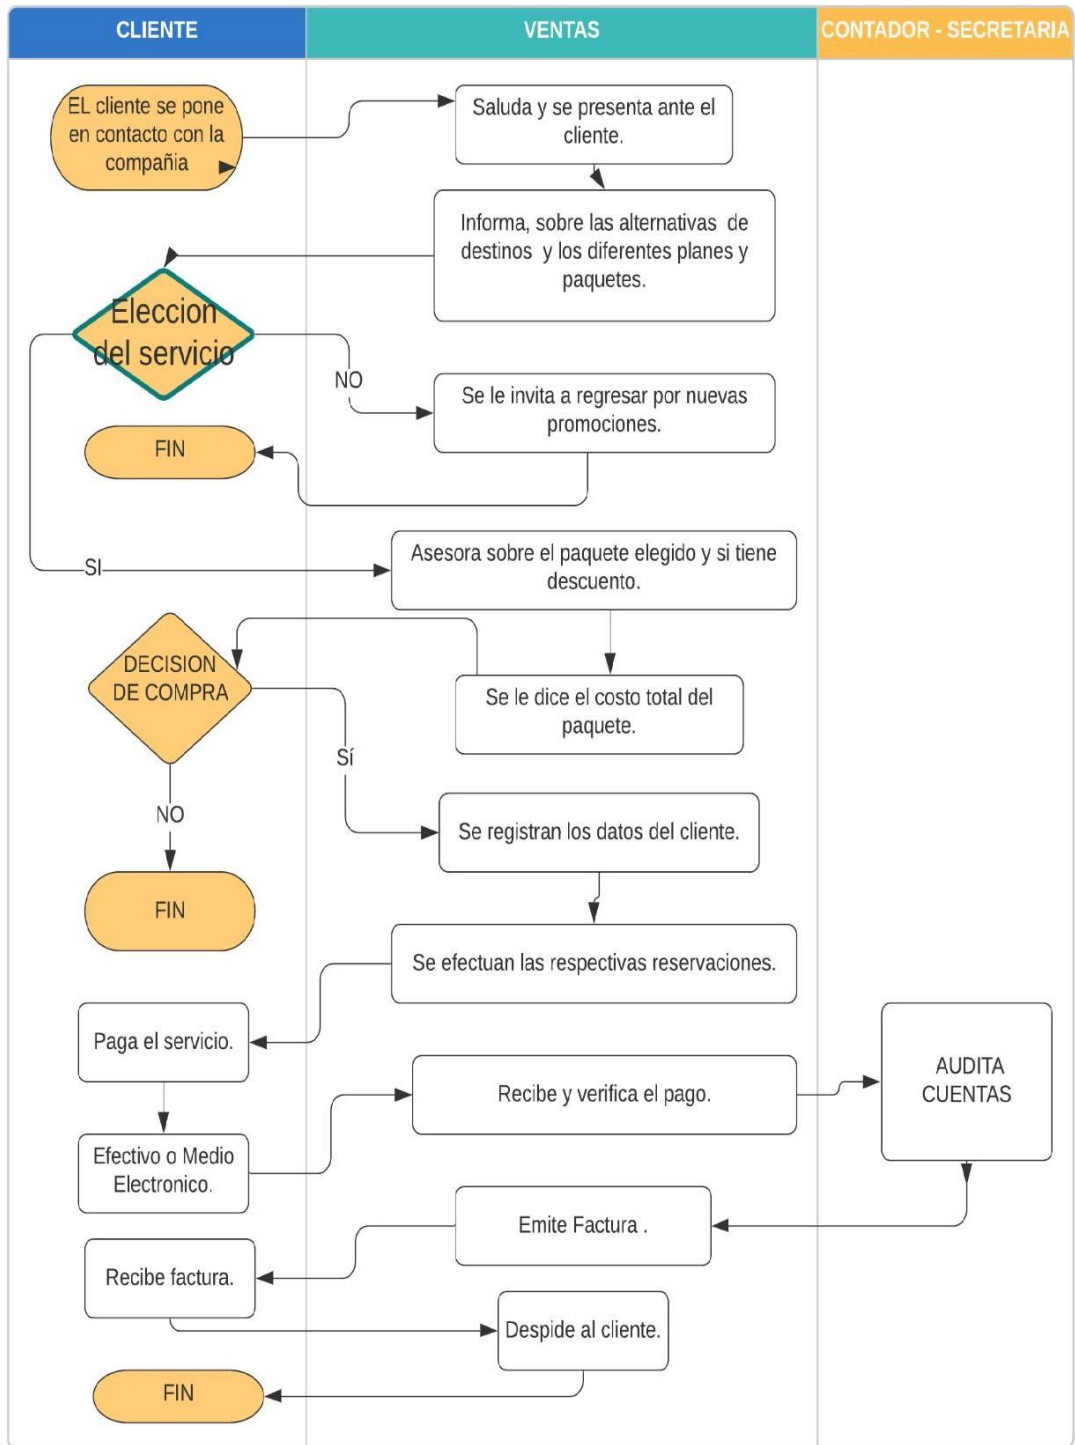 CLIENTE
VENTAS
CONTADOR - SECRETARIA
EL cliente se pone
en contacto con la
compañia
Saluda y se presenta ante el
cliente.
Informa, sobre las alternativas de
destinos y los diferentes planes y
paquetes.
Eleccion
del servicio
NO
Se le invita a regresar por nuevas
promociones.
FIN
SI
Asesora sobre el paquete elegido y si tiene
descuento.
DECISION
DE COMPRA
Se le dice el costo total del
paquete.
Sí
NO
Se registran los datos del cliente.
FIN
Se efectuan las respectivas reservaciones.
Paga el servicio.
Recibe y verifica el pago.
AUDITA
CUENTAS
Efectivo o Medio
Electronico.
Emite Factura .
Recibe factura.
Despide al cliente.
FIN